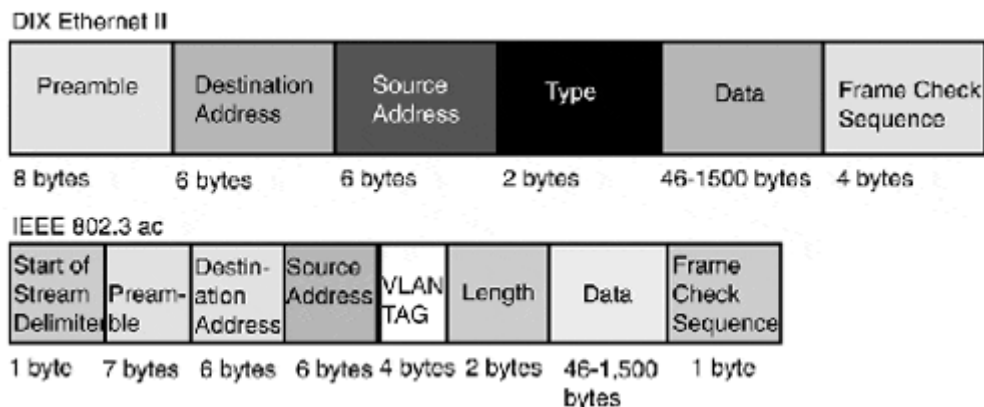 DIX Ethernet II
Preamble
Destination
Address
Source
Address
Type
Data
Frame Check
Sequence
8 bytes
6 bytes
6 bytes
2 bytes
46-1500 bytes
4 bytes
IEEE 802.3 ac
Start of
Stream
Delimiter
Pream-
ble
Destin-
ation
Address
Source
Address
VLAN
TAG
Length
Data
Frame
Check
Sequence
1 byte
7 bytes
6 bytes
6 bytes
4 bytes
2 bytes
46-1,500
bytes
1 byte